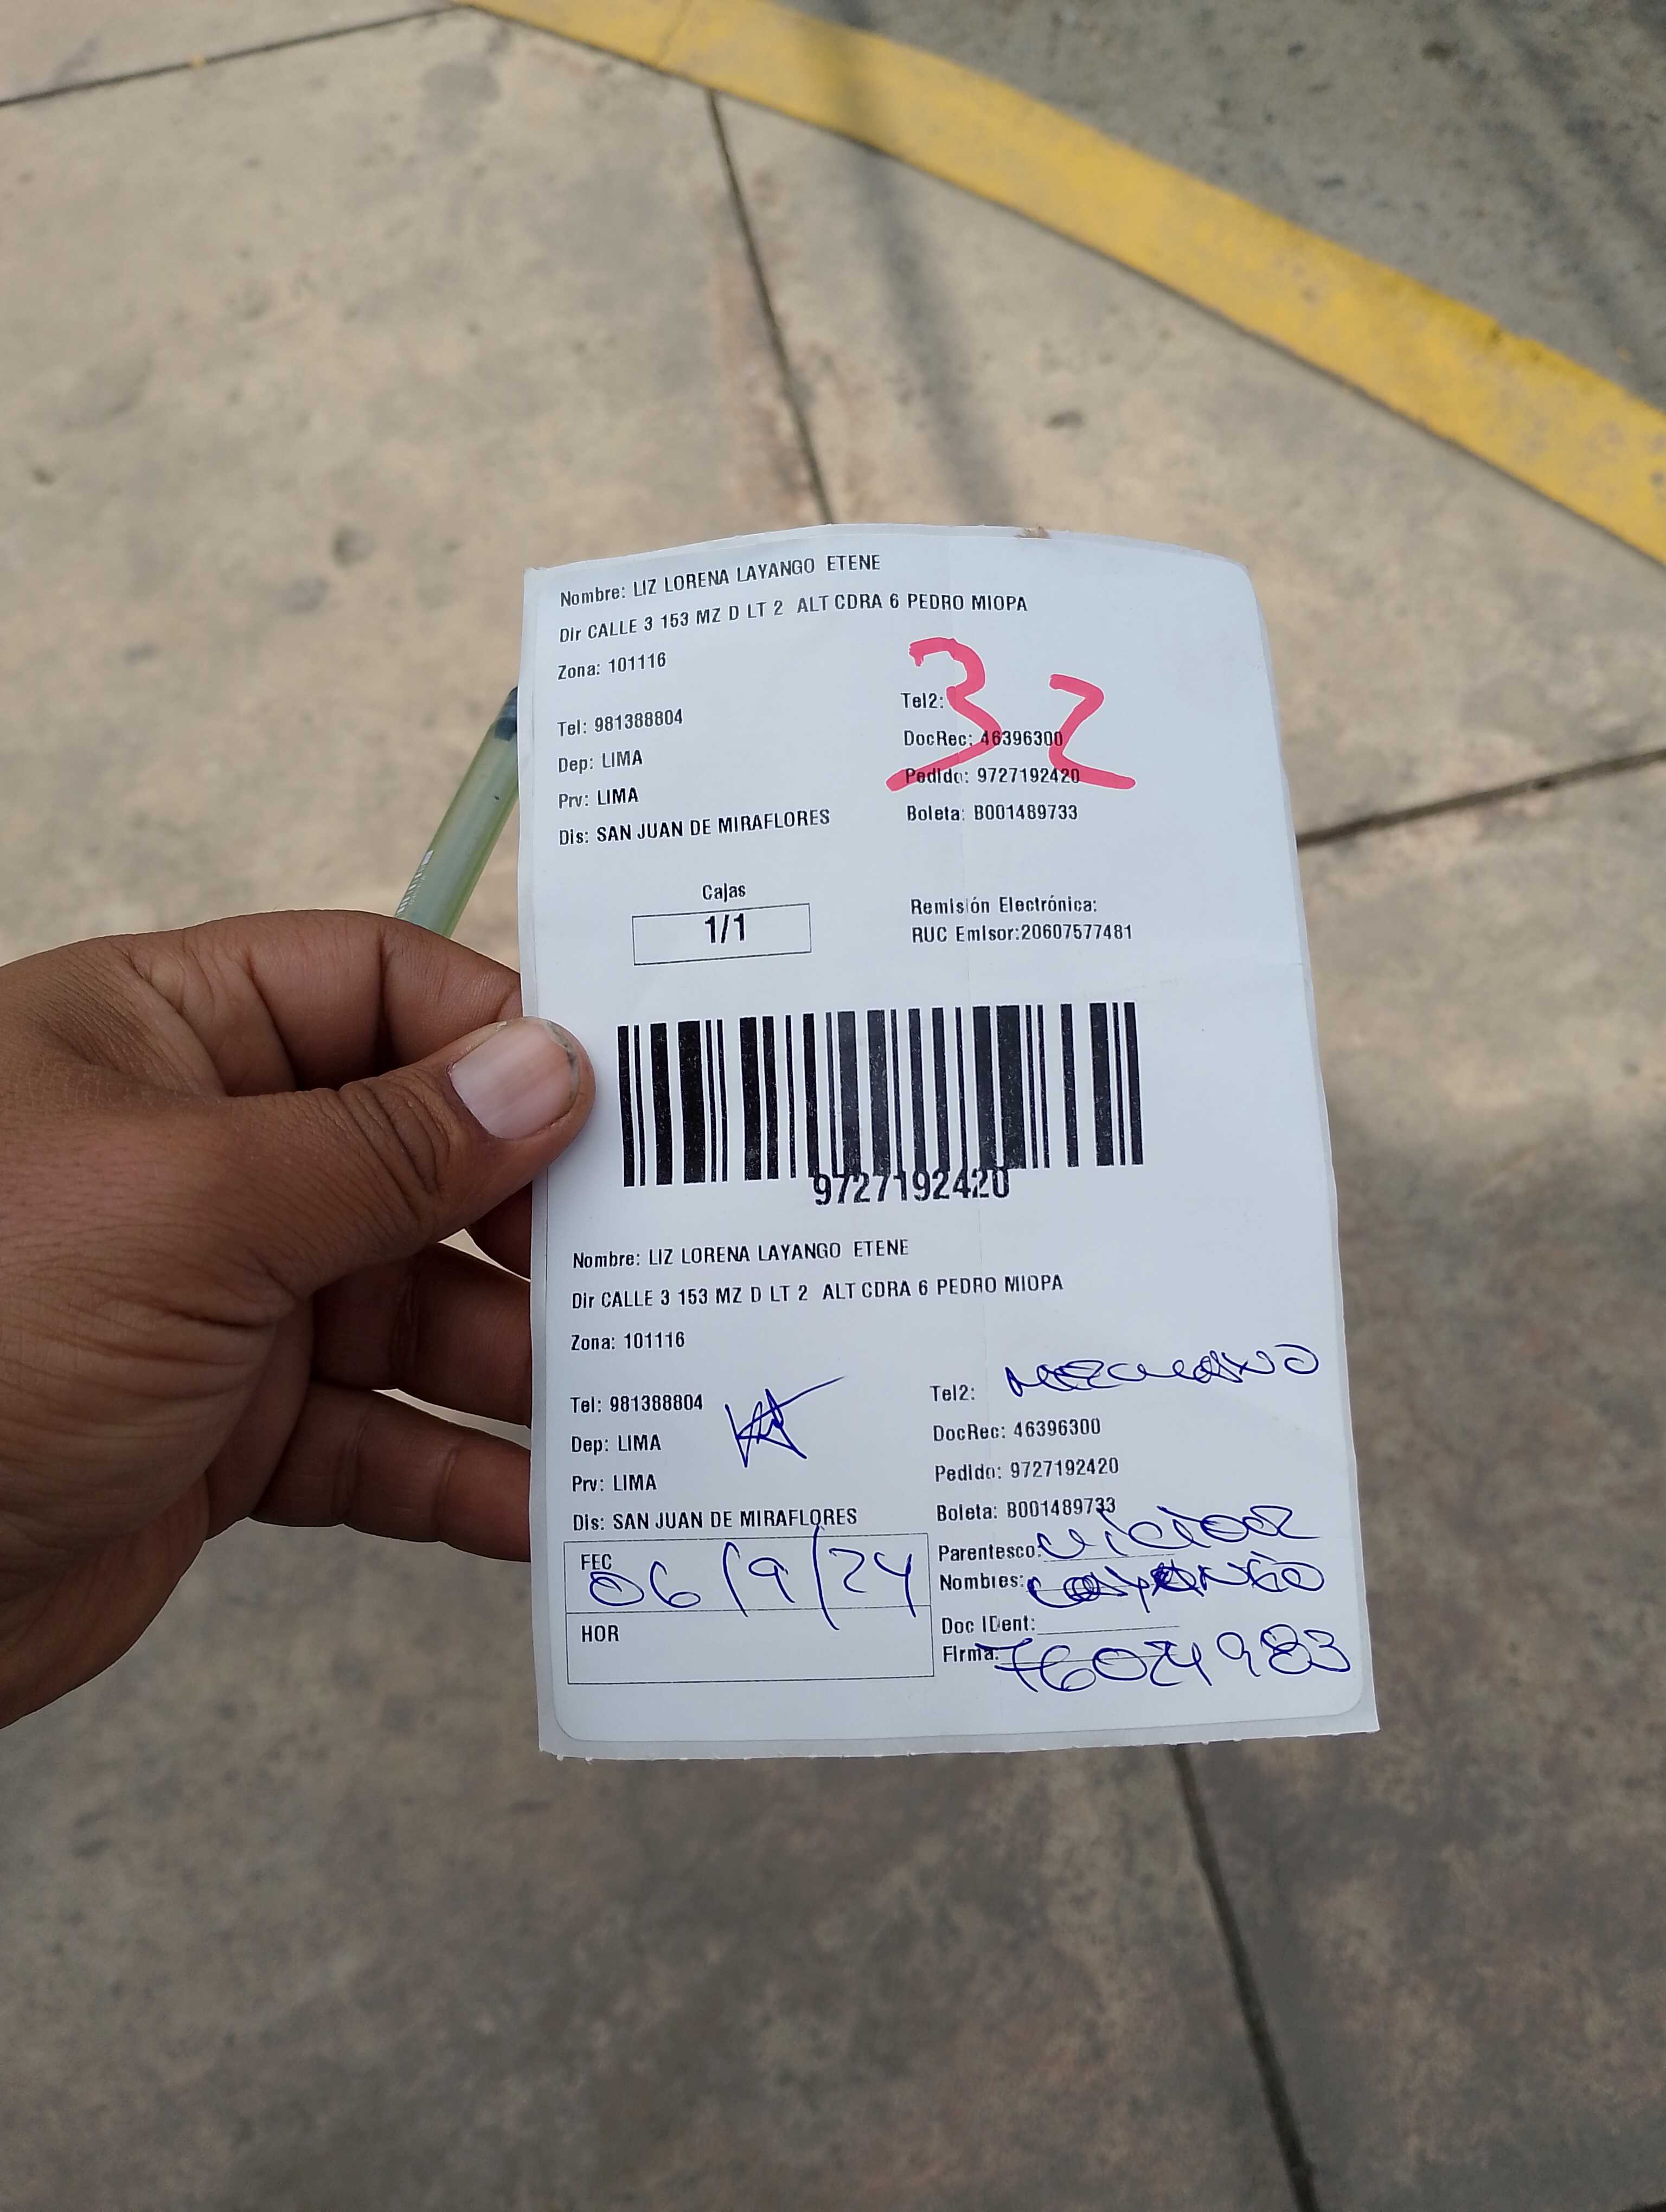 Nombre: LIZ LORENA LAYANGO ETENE
Dir CALLE 3 153 MZ D LT 2 ALT CDRA 6 PEDRO MIOPA
Zona: 101116
32
Tel: 981388804
Tel2:
Dep: LIMA
DocRec: 46396300
Prv: LIMA
Pedido: 9727192420
Dis: SAN JUAN DE MIRAFLORES
Boleta: B001489733
Cajas
1/1
Remisión Electrónica:
RUC Emisor:20607577481
9727192420
Nombre: LIZ LORENA LAYANGO ETENE
Dir CALLE 3 153 MZ D LT 2 ALT CDRA 6 PEDRO MIOPA
Zona: 101116
Tel: 981388804
Tel2:
Dep: LIMA
DocRec: 46396300
Prv: LIMA
Pedido: 9727192420
Dis: SAN JUAN DE MIRAFLORES
Boleta: B001489733
FEC 06/9/24
HOR
Parentesco:
Nombres: LAYANGO
Doc IDent:
Firma: 76024983